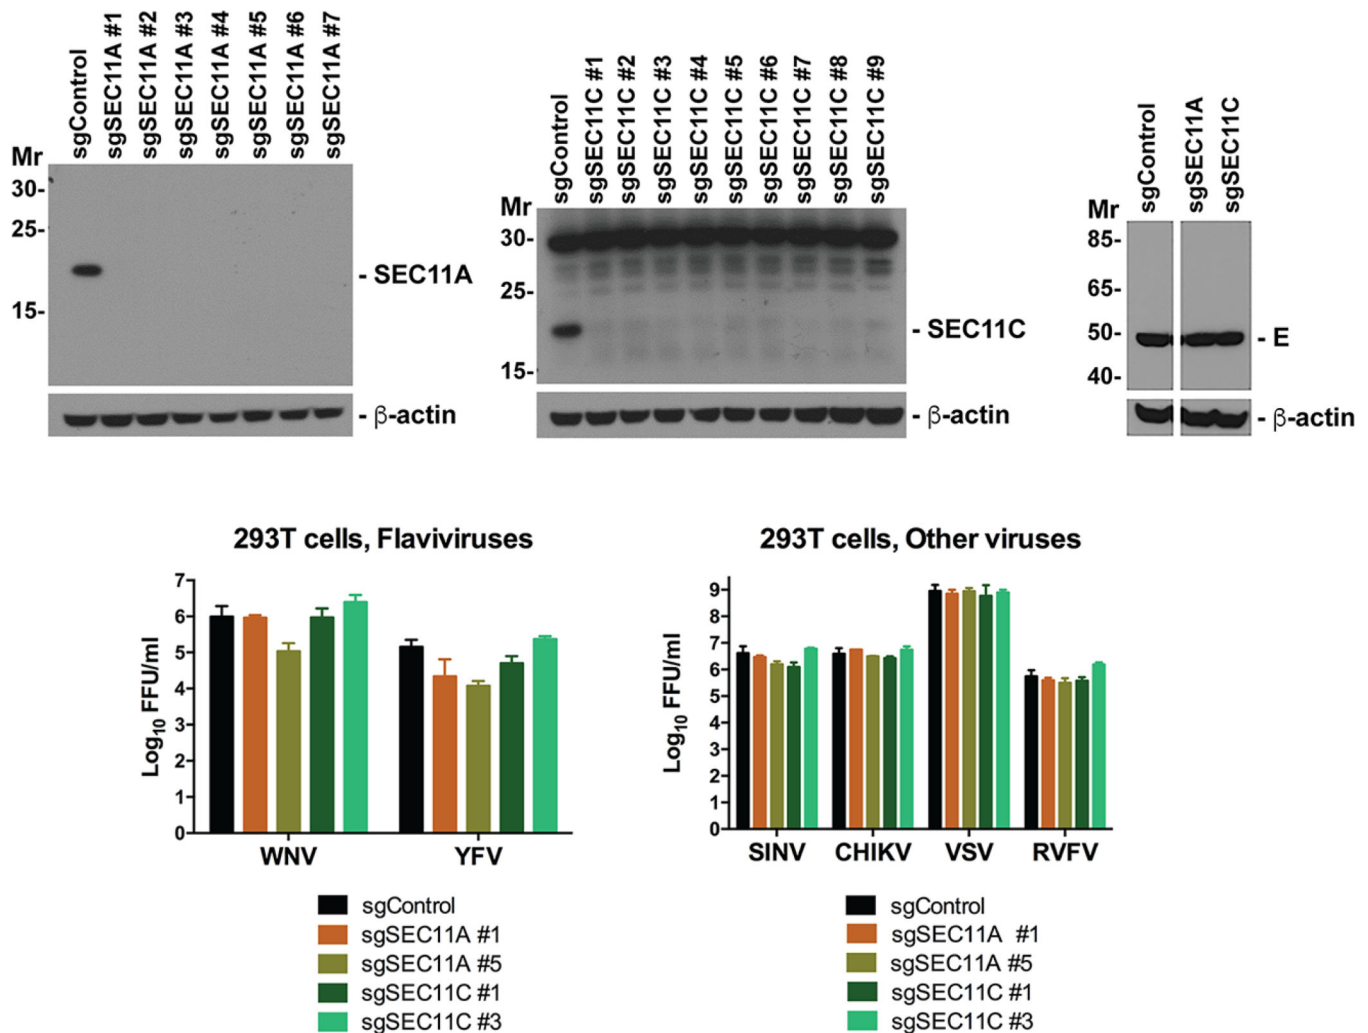 sgControl
sgSEC11A #1
sgSEC11A #2
sgSEC11A #3
sgSEC11A #4
sgSEC11A #5
sgSEC11A #6
sgSEC11A #7
Mr
30-
25-
15-
- SEC11A
- β-actin
sgControl
sgSEC11C #1
sgSEC11C #2
sgSEC11C #3
sgSEC11C #4
sgSEC11C #5
sgSEC11C #6
sgSEC11C #7
sgSEC11C #8
sgSEC11C #9
Mr
30-
25-
15-
- SEC11C
- β-actin
sgControl
sgSEC11A
sgSEC11C
Mr
85-
65-
50-
40-
- E
- β-actin
293T cells, Flaviviruses
Log10 FFU/ml
7
6
5
4
3
2
1
0
WNV YFV
sgControl
sgSEC11A #1
sgSEC11A #5
sgSEC11C #1
sgSEC11C #3
293T cells, Other viruses
Log10 FFU/ml
9
7
6
5
4
3
2
1
0
SINV CHIKV VSV RVFV
sgControl
sgSEC11A #1
sgSEC11A #5
sgSEC11C #1
sgSEC11C #3